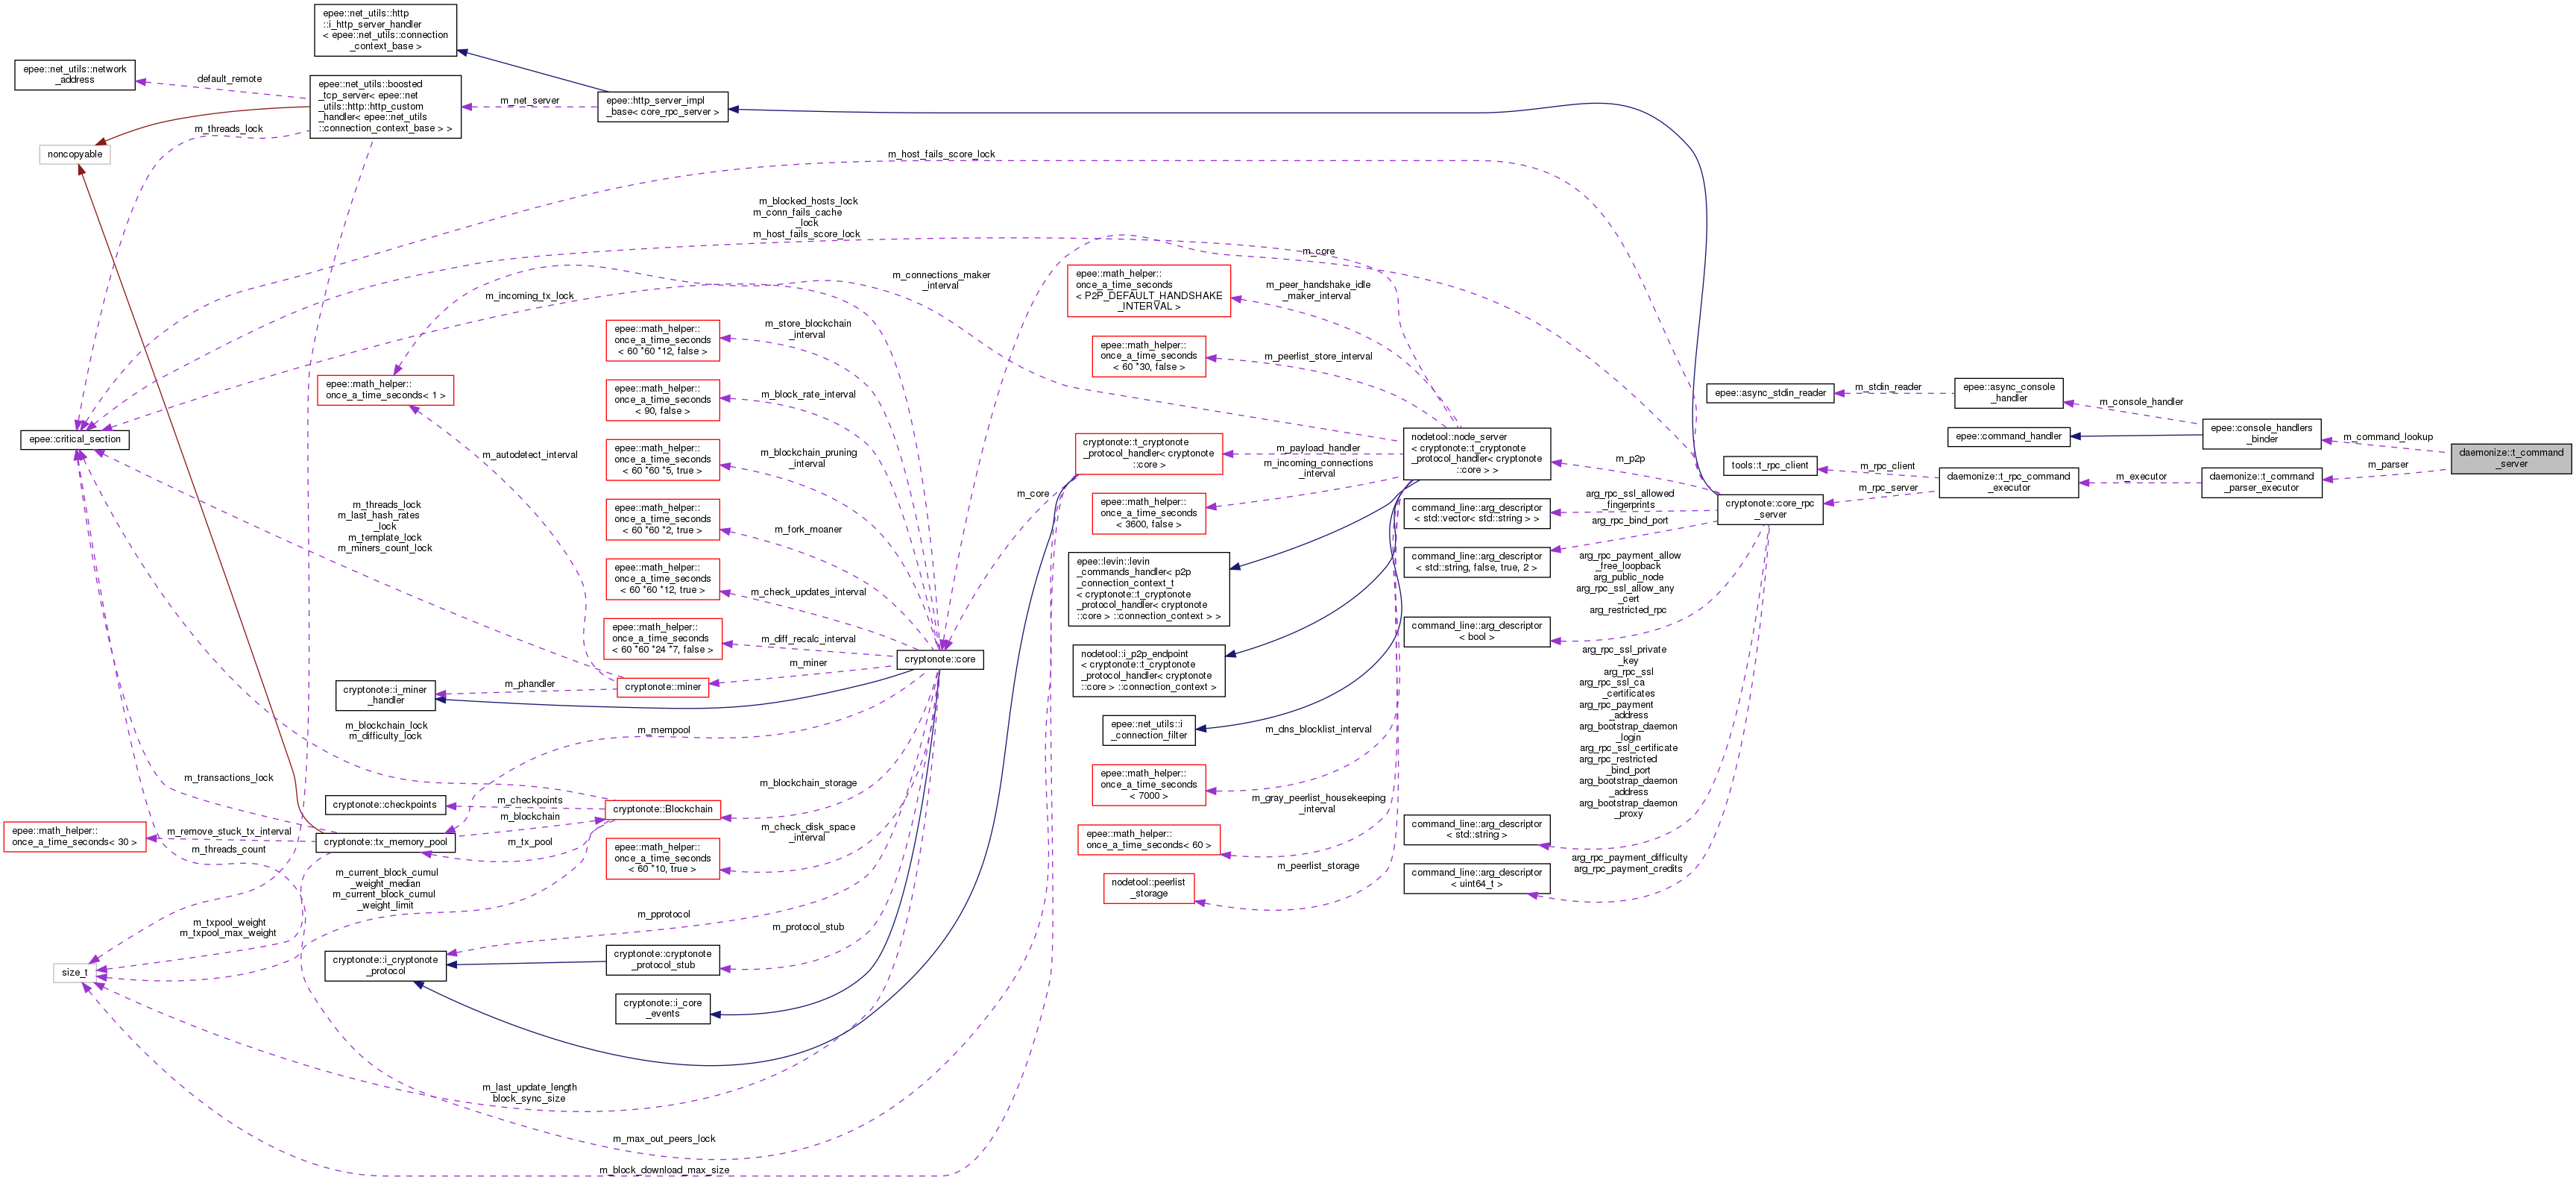 epee::net_utils::http
::i_http_server_handler
< epee::net_utils::connection
_context_base >
epee::net_utils::network
_address
default_remote
epee::net_utils::boosted
_tcp_server< epee::net
_utils::http::http_custom
_handler< epee::net_utils
::connection_context_base > >
m_net_server
epee::http_server_impl
_base< core_rpc_server >
m_threads_lock
noncopyable
m_host_fails_score_lock
m_blocked_hosts_lock
m_conn_fails_cache
_lock
m_host_fails_score_lock
m_core
m_connections_maker
_interval
m_incoming_tx_lock
epee::math_helper::
once_a_time_seconds
< P2P_DEFAULT_HANDSHAKE
_INTERVAL >
m_peer_handshake_idle
_maker_interval
epee::math_helper::
once_a_time_seconds
< 60 *60 *12, false >
m_store_blockchain
_interval
epee::math_helper::
once_a_time_seconds
< 60 *30, false >
m_peerlist_store_interval
epee::math_helper::
once_a_time_seconds< 1 >
epee::math_helper::
once_a_time_seconds
< 90, false >
m_block_rate_interval
epee::async_stdin_reader
m_stdin_reader
epee::async_console
_handler
m_console_handler
epee::critical_section
m_autodetect_interval
epee::math_helper::
once_a_time_seconds
< 60 *60 *5, true >
m_blockchain_pruning
_interval
cryptonote::t_cryptonote
_protocol_handler< cryptonote
::core >
m_payload_handler
m_incoming_connections
_interval
nodetool::node_server
< cryptonote::t_cryptonote
_protocol_handler< cryptonote
::core > >
m_p2p
epee::command_handler
epee::console_handlers
_binder
m_command_lookup
daemonize::t_command
_server
tools::t_rpc_client
m_rpc_client
m_rpc_server
daemonize::t_rpc_command
_executor
m_executor
daemonize::t_command
_parser_executor
m_parser
cryptonote::core_rpc
_server
m_threads_lock
m_last_hash_rates
_lock
m_template_lock
m_miners_count_lock
epee::math_helper::
once_a_time_seconds
< 60 *60 *2, true >
m_fork_moaner
m_core
epee::math_helper::
once_a_time_seconds
< 3600, false >
command_line::arg_descriptor
< std::vector< std::string > >
arg_rpc_ssl_allowed
_fingerprints
arg_rpc_bind_port
command_line::arg_descriptor
< std::string, false, true, 2 >
epee::math_helper::
once_a_time_seconds
< 60 *60 *12, true >
m_check_updates_interval
epee::levin::levin
_commands_handler< p2p
_connection_context_t
< cryptonote::t_cryptonote
_protocol_handler< cryptonote
::core > ::connection_context > >
arg_rpc_payment_allow
_free_loopback
arg_public_node
arg_rpc_ssl_allow_any
_cert
arg_restricted_rpc
command_line::arg_descriptor
< bool >
epee::math_helper::
once_a_time_seconds
< 60 *60 *24 *7, false >
m_diff_recalc_interval
cryptonote::core
m_miner
cryptonote::miner
m_phandler
cryptonote::i_miner
_handler
nodetool::i_p2p_endpoint
< cryptonote::t_cryptonote
_protocol_handler< cryptonote
::core > ::connection_context >
arg_rpc_ssl_private
_key
arg_rpc_ssl
arg_rpc_ssl_ca
_certificates
arg_rpc_payment
_address
arg_bootstrap_daemon
_login
arg_rpc_ssl_certificate
arg_rpc_restricted
_bind_port
arg_bootstrap_daemon
_address
arg_bootstrap_daemon
_proxy
m_blockchain_lock
m_difficulty_lock
m_mempool
epee::net_utils::i
_connection_filter
m_dns_blocklist_interval
m_transactions_lock
cryptonote::checkpoints
m_checkpoints
m_blockchain
cryptonote::Blockchain
m_blockchain_storage
epee::math_helper::
once_a_time_seconds
< 7000 >
m_gray_peerlist_housekeeping
_interval
epee::math_helper::
once_a_time_seconds< 30 >
m_remove_stuck_tx_interval
m_threads_count
cryptonote::tx_memory_pool
m_tx_pool
m_check_disk_space
_interval
epee::math_helper::
once_a_time_seconds
< 60 *10, true >
epee::math_helper::
once_a_time_seconds< 60 >
command_line::arg_descriptor
< std::string >
m_peerlist_storage
nodetool::peerlist
_storage
arg_rpc_payment_difficulty
arg_rpc_payment_credits
command_line::arg_descriptor
< uint64_t >
m_current_block_cumul
_weight_median
m_current_block_cumul
_weight_limit
m_txpool_weight
m_txpool_max_weight
m_pprotocol
m_protocol_stub
size_t
cryptonote::i_cryptonote
_protocol
cryptonote::cryptonote
_protocol_stub
cryptonote::i_core
_events
m_last_update_length
block_sync_size
m_max_out_peers_lock
m_block_download_max_size